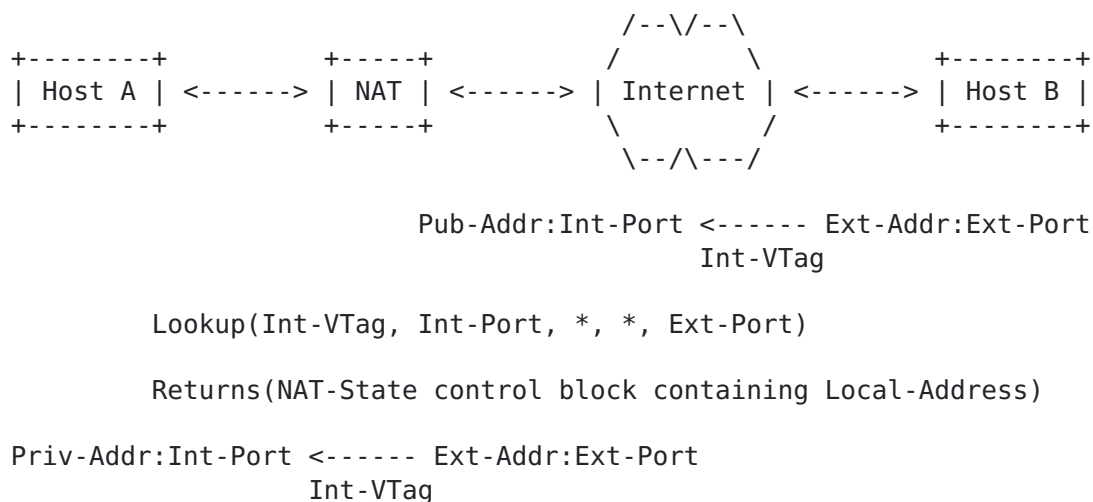 /--\/--\
+--------+ +-----+ / \ +--------+
| Host A | <------> | NAT | <------> | Internet | <------> | Host B |
+--------+ +-----+ \ / +--------+
\--/\---/
Pub-Addr:Int-Port <------ Ext-Addr:Ext-Port
Int-VTag
Lookup(Int-VTag, Int-Port, *, *, Ext-Port)
Returns(NAT-State control block containing Local-Address)
Priv-Addr:Int-Port <------ Ext-Addr:Ext-Port
Int-VTag